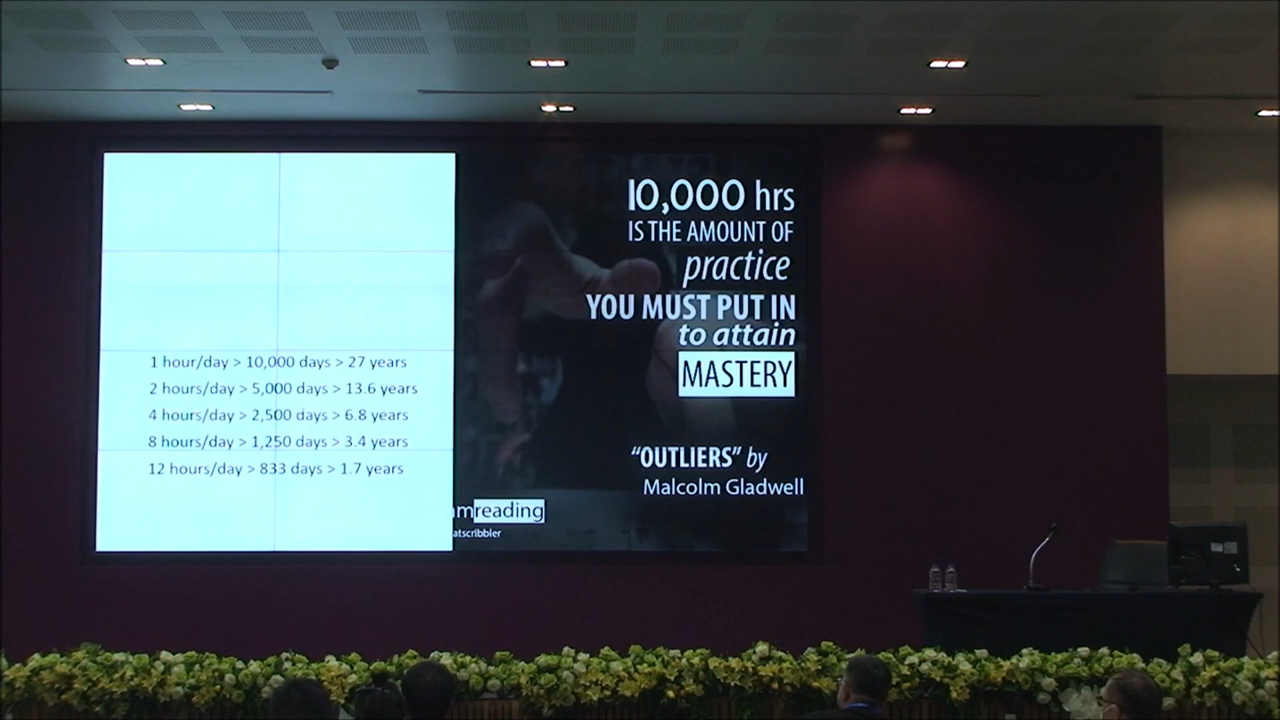 1 hour/day > 10,000 days > 27 years
2 hours/day > 5,000 days > 13.6 years
4 hours/day > 2,500 days > 6.8 years
8 hours/day > 1,250 days > 3.4 years
12 hours/day > 833 days > 1.7 years
10,000 hrs
IS THE AMOUNT OF
practice
YOU MUST PUT IN
to attain
MASTERY
“OUTLIERS” by
Malcolm Gladwell
mreading
atscribbler